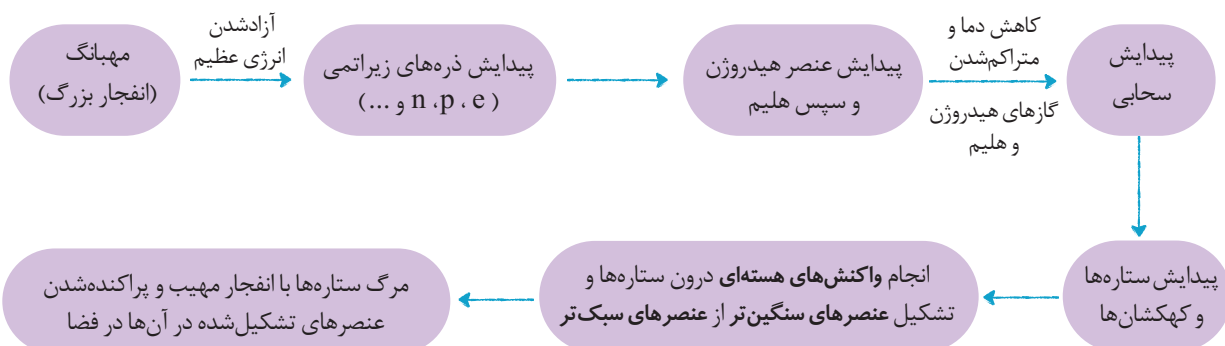 مهبانگ
(انفجار بزرگ)
آزادشدن
انرژی عظیم
پیدایش ذره‌های زیراتمی
( n ،p ، e و ...)
پیدایش عنصر هیدروژن
و سپس هلیم
کاهش دما و
متراکم‌شدن
گازهای هیدروژن
و هلیم
پیدایش
سحابی
پیدایش ستاره‌ها
و کهکشان‌ها
انجام واکنش‌های هسته‌ای درون ستاره‌ها و
تشکیل عنصرهای سنگین‌تر از عنصرهای سبک‌تر
مرگ ستاره‌ها با انفجار مهیب و پراکنده‌شدن
عنصرهای تشکیل‌شده در آن‌ها در فضا